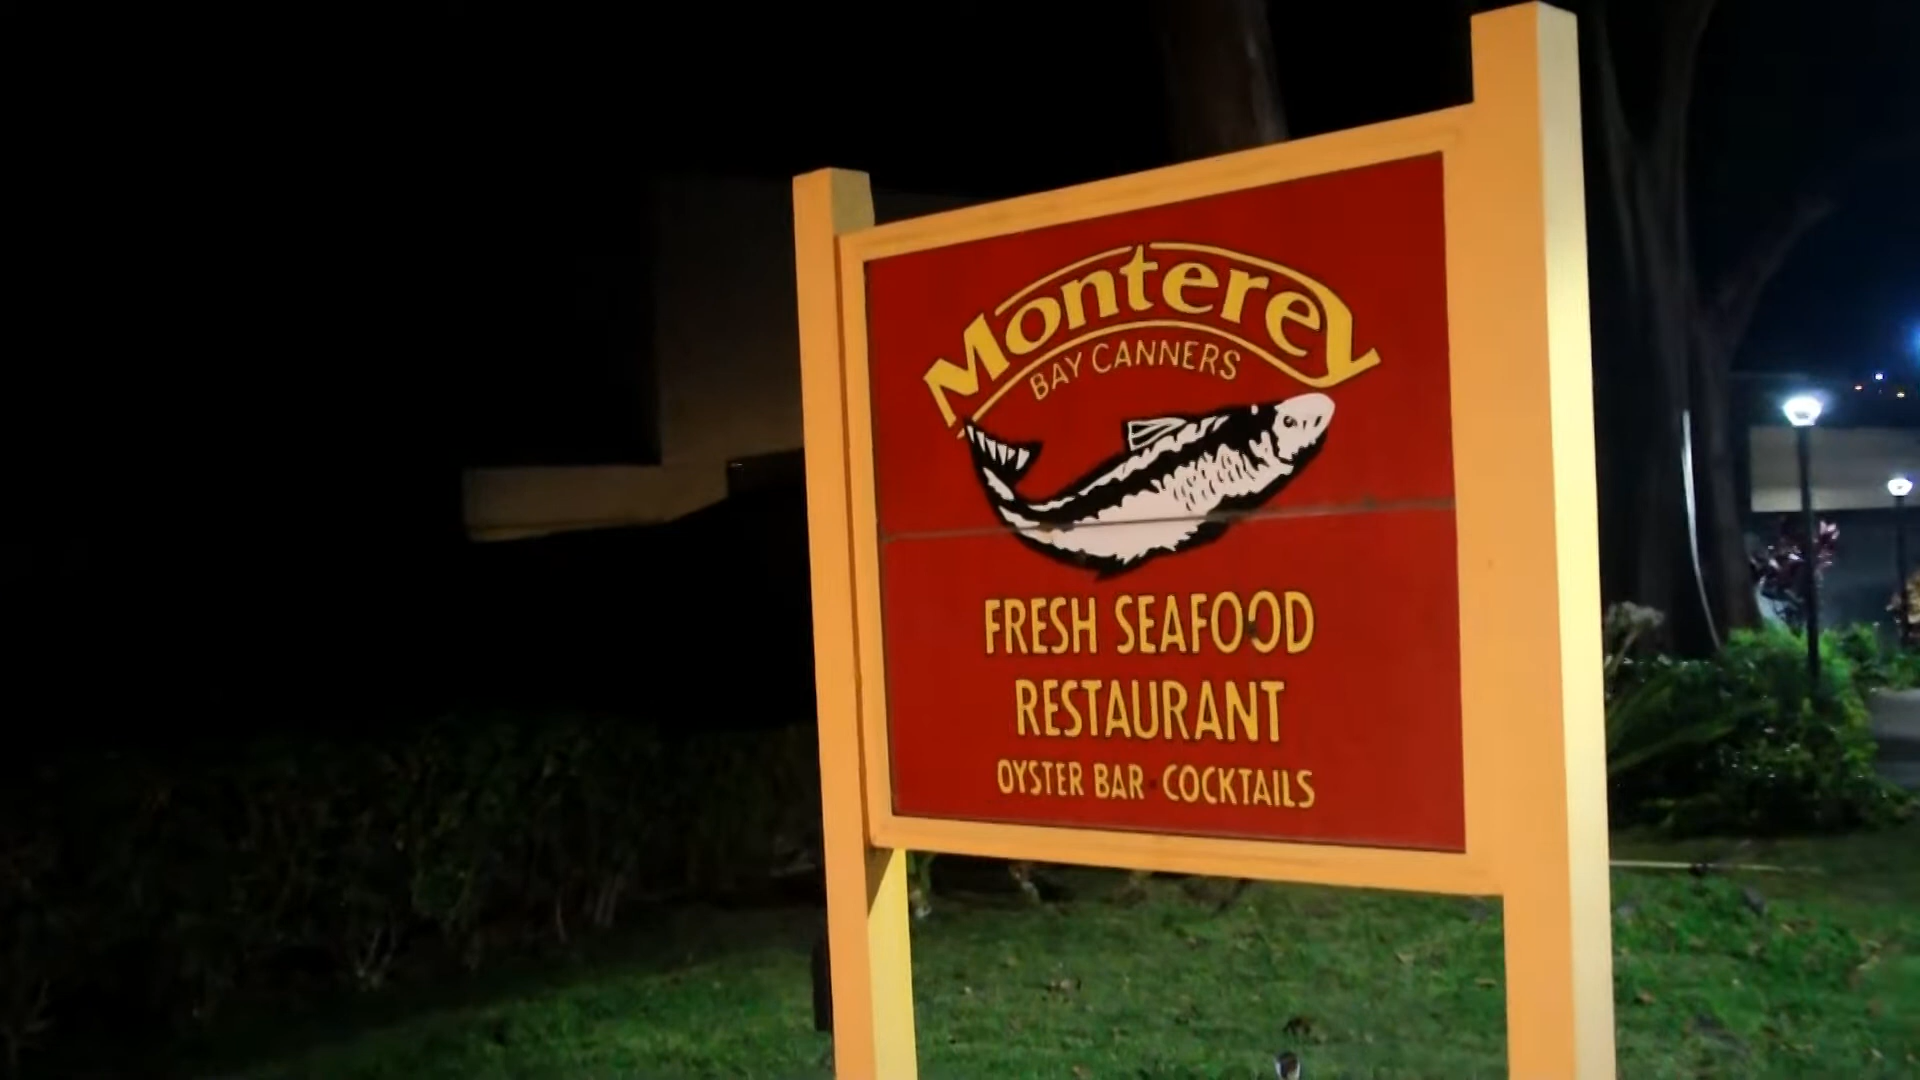 Monterey
BAY CANNERS
FRESH SEAFOOD
RESTAURANT
OYSTER BAR · COCKTAILS